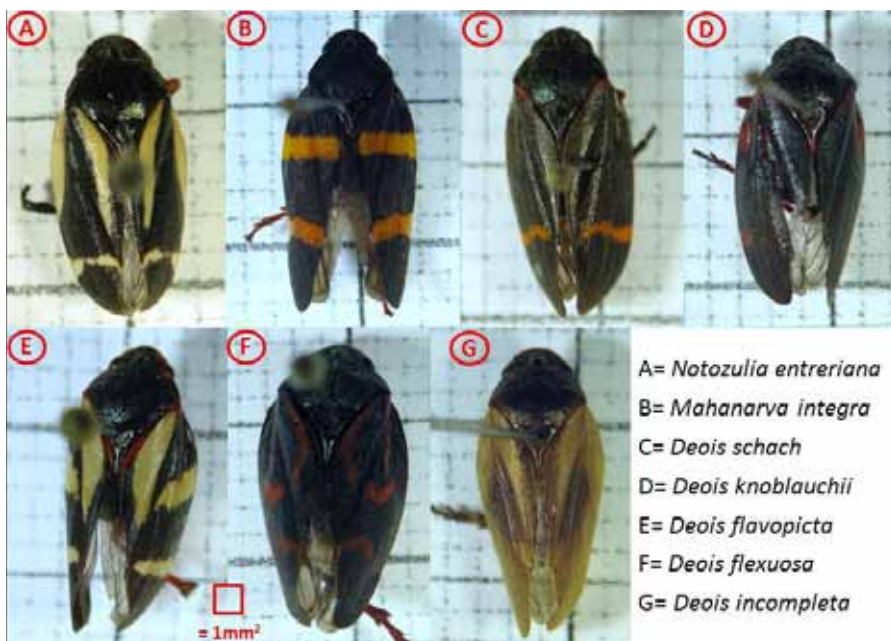 A
B
C
D
E
F
G
= 1mm²
A= Notozulia entreriana
B= Mahanarva integra
C= Deois schach
D= Deois knoblauchii
E= Deois flavopicta
F= Deois flexuosa
G= Deois incompleta